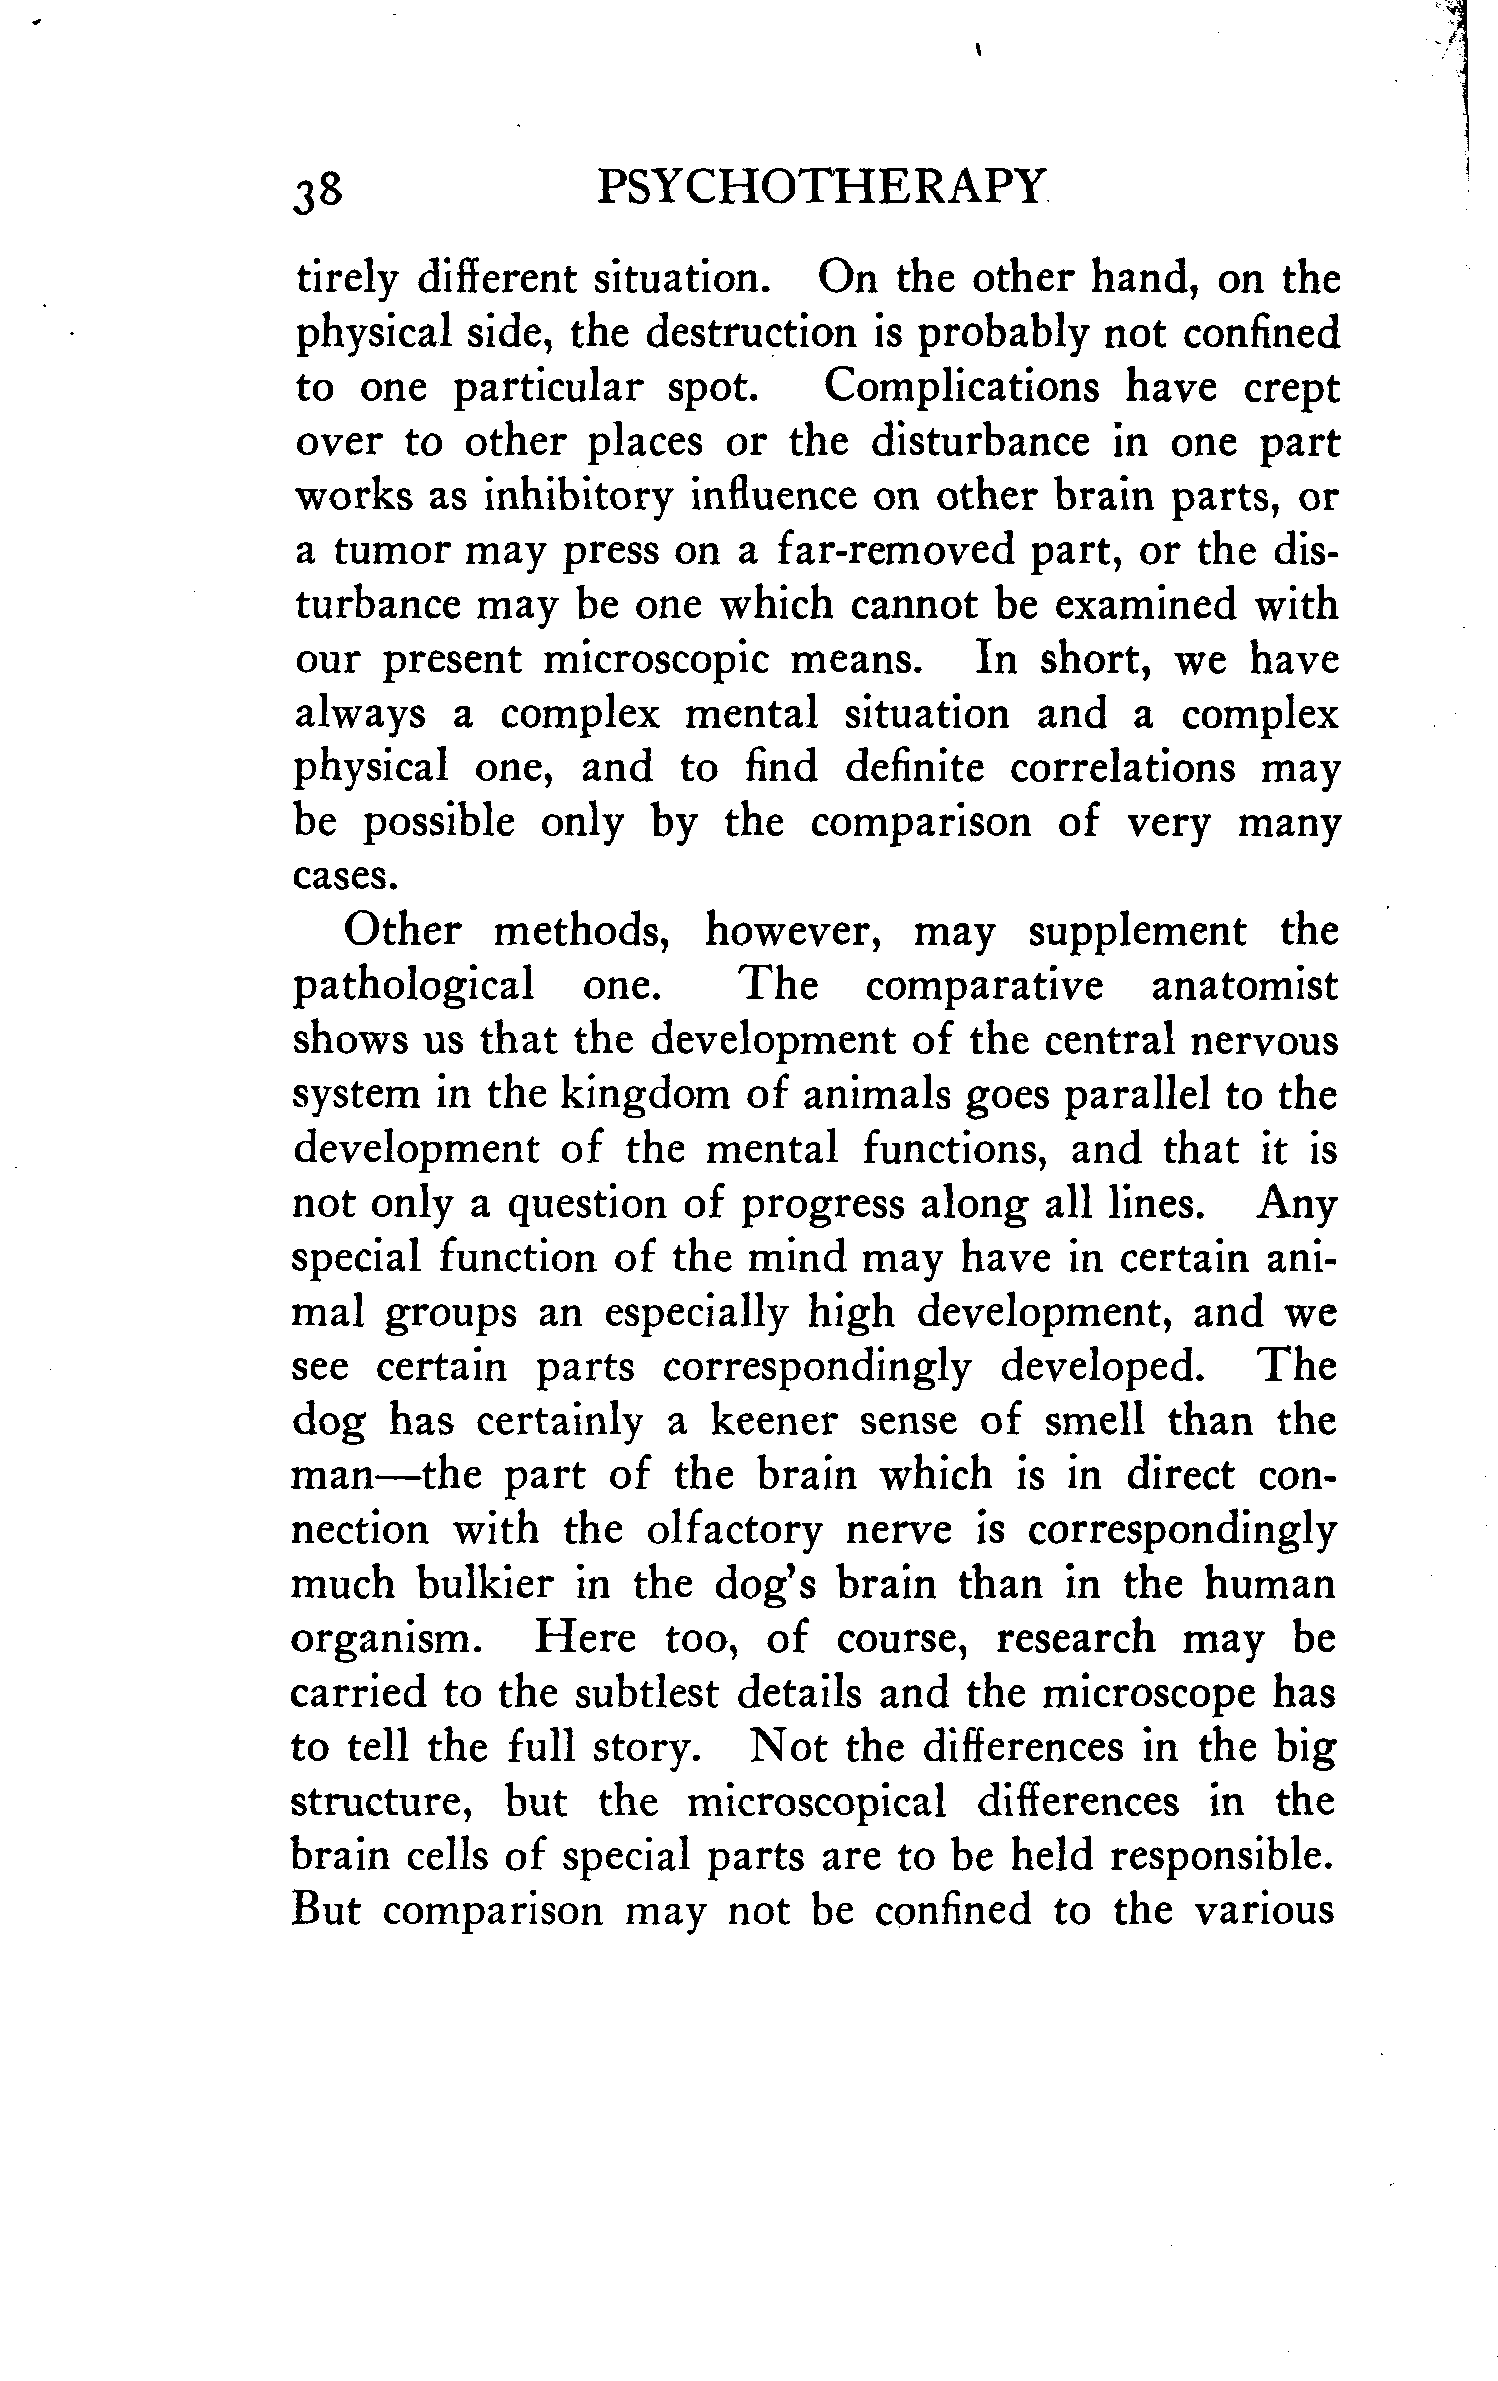 38 PSYCHOTHERAPY
tirely different situation. On the other hand, on the
physical side, the destruction is probably not confined
to one particular spot. Complications have crept
over to other places or the disturbance in one part
works as inhibitory influence on other brain parts, or
a tumor may press on a far-removed part, or the dis-
turbance may be one which cannot be examined with
our present microscopic means. In short, we have
always a complex mental situation and a complex
physical one, and to find definite correlations may
be possible only by the comparison of very many
cases.
Other methods, however, may supplement the
pathological one. The comparative anatomist
shows us that the development of the central nervous
system in the kingdom of animals goes parallel to the
development of the mental functions, and that it is
not only a question of progress along all lines. Any
special function of the mind may have in certain ani-
mal groups an especially high development, and we
see certain parts correspondingly developed. The
dog has certainly a keener sense of smell than the
man—the part of the brain which is in direct con-
nection with the olfactory nerve is correspondingly
much bulkier in the dog's brain than in the human
organism. Here too, of course, research may be
carried to the subtlest details and the microscope has
to tell the full story. Not the differences in the big
structure, but the microscopical differences in the
brain cells of special parts are to be held responsible.
But comparison may not be confined to the various